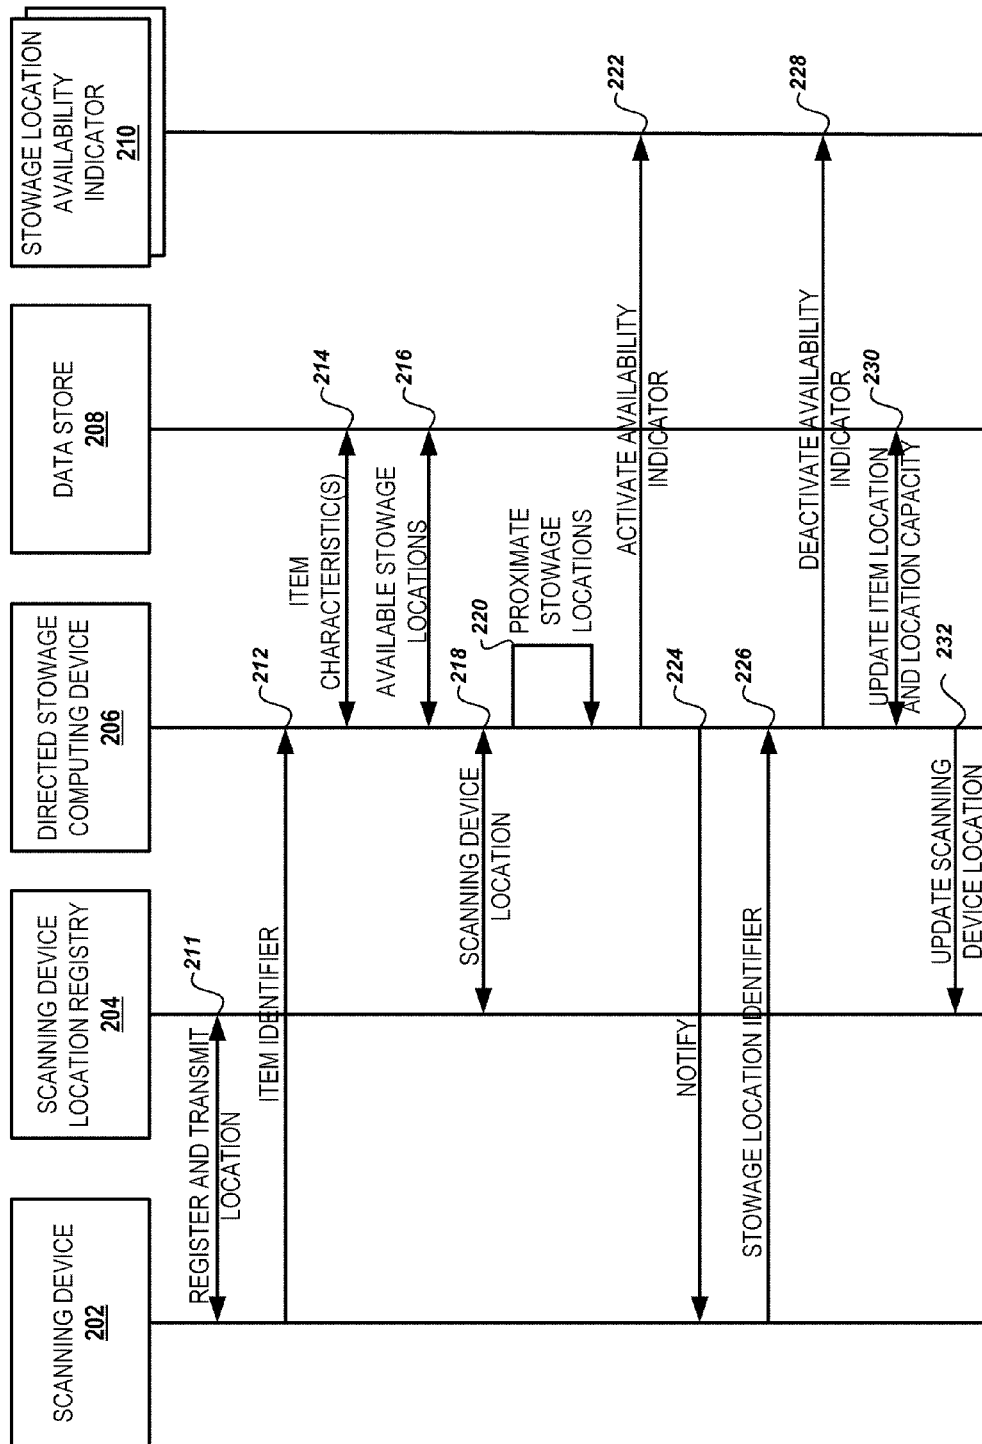 SCANNING DEVICE
202
SCANNING DEVICE
LOCATION REGISTRY
204
DIRECTED STOWAGE
COMPUTING DEVICE
206
DATA STORE
208
STOWAGE LOCATION
AVAILABILITY
INDICATOR
210
REGISTER AND TRANSMIT
LOCATION
211
ITEM IDENTIFIER
212
ITEM
CHARACTERISTIC(S)
214
AVAILABLE STOWAGE
LOCATIONS
216
SCANNING DEVICE
LOCATION
218
220
PROXIMATE
STOWAGE
LOCATIONS
ACTIVATE AVAILABILITY
INDICATOR
222
NOTIFY
224
STOWAGE LOCATION IDENTIFIER
226
DEACTIVATE AVAILABILITY
INDICATOR
228
UPDATE ITEM LOCATION
AND LOCATION CAPACITY
230
UPDATE SCANNING
DEVICE LOCATION
232